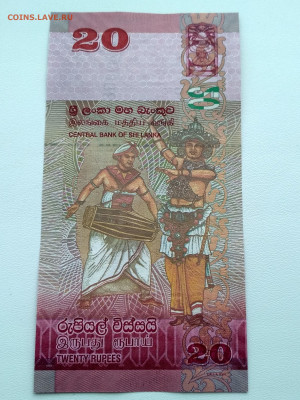 COINS.LAVE.RU
20
ශ්‍රී ලංකා මහ බැංකුව
இலங்கை மத்திய வங்கி
CENTRAL BANK OF SRI LANKA
රුපියල් විස්සයි
இருபது ரூபாய்
TWENTY RUPEES
20